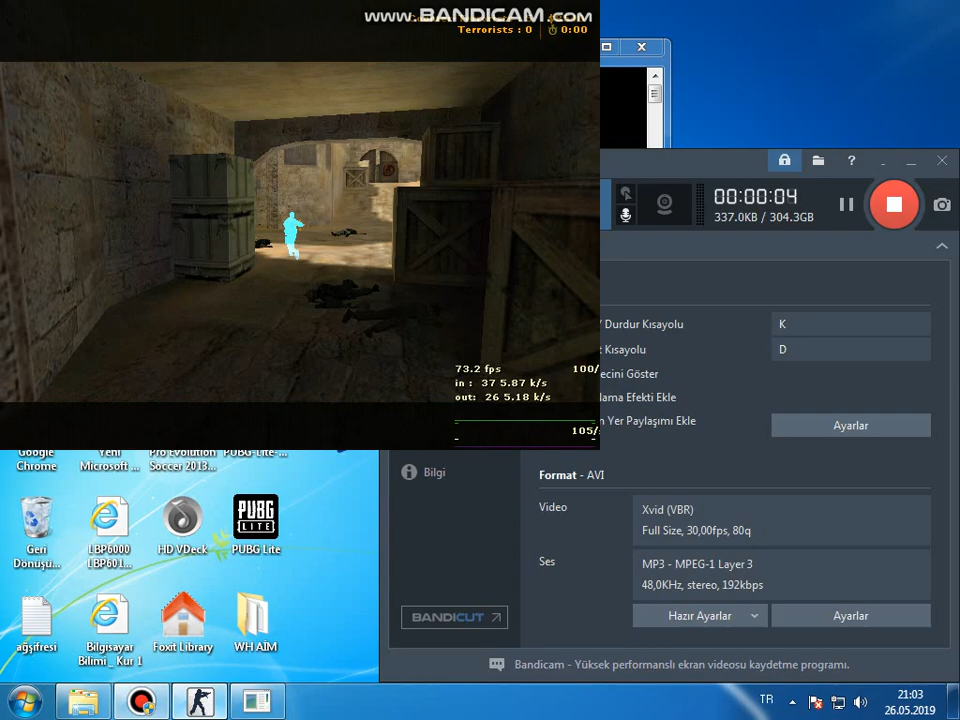 www.BANDICAM.com
Terrorists : 0
0:00
73.2 fps
100/
in : 37 5.87 k/s
out: 26 5.18 k/s
105/
?
00:00:04
337.0KB / 304.3GB
/ Durdur Kısayolu
K
t Kısayolu
D
ecini Göster
lama Efekti Ekle
n Yer Paylaşımı Ekle
Ayarlar
Bilgi
Format - AVI
Video
Xvid (VBR)
Full Size, 30,00fps, 80q
Ses
MP3 - MPEG-1 Layer 3
48,0KHz, stereo, 192kbps
Hazır Ayarlar
Ayarlar
BANDICUT
Bandicam - Yüksek performanslı ekran videosu kaydetme programı.
Google
Chrome
Yeni
Microsoft ...
Pro Evolution
Soccer 2013...
PUBG-Lite-...
Geri
Dönüşü...
LBP6000
LBP601...
HD VDeck
PUBG
LITE
PUBG Lite
ağşifresi
Bilgisayar
Bilimi _ Kur 1
Foxit Library
WH AİM
TR
21:03
26.05.2019